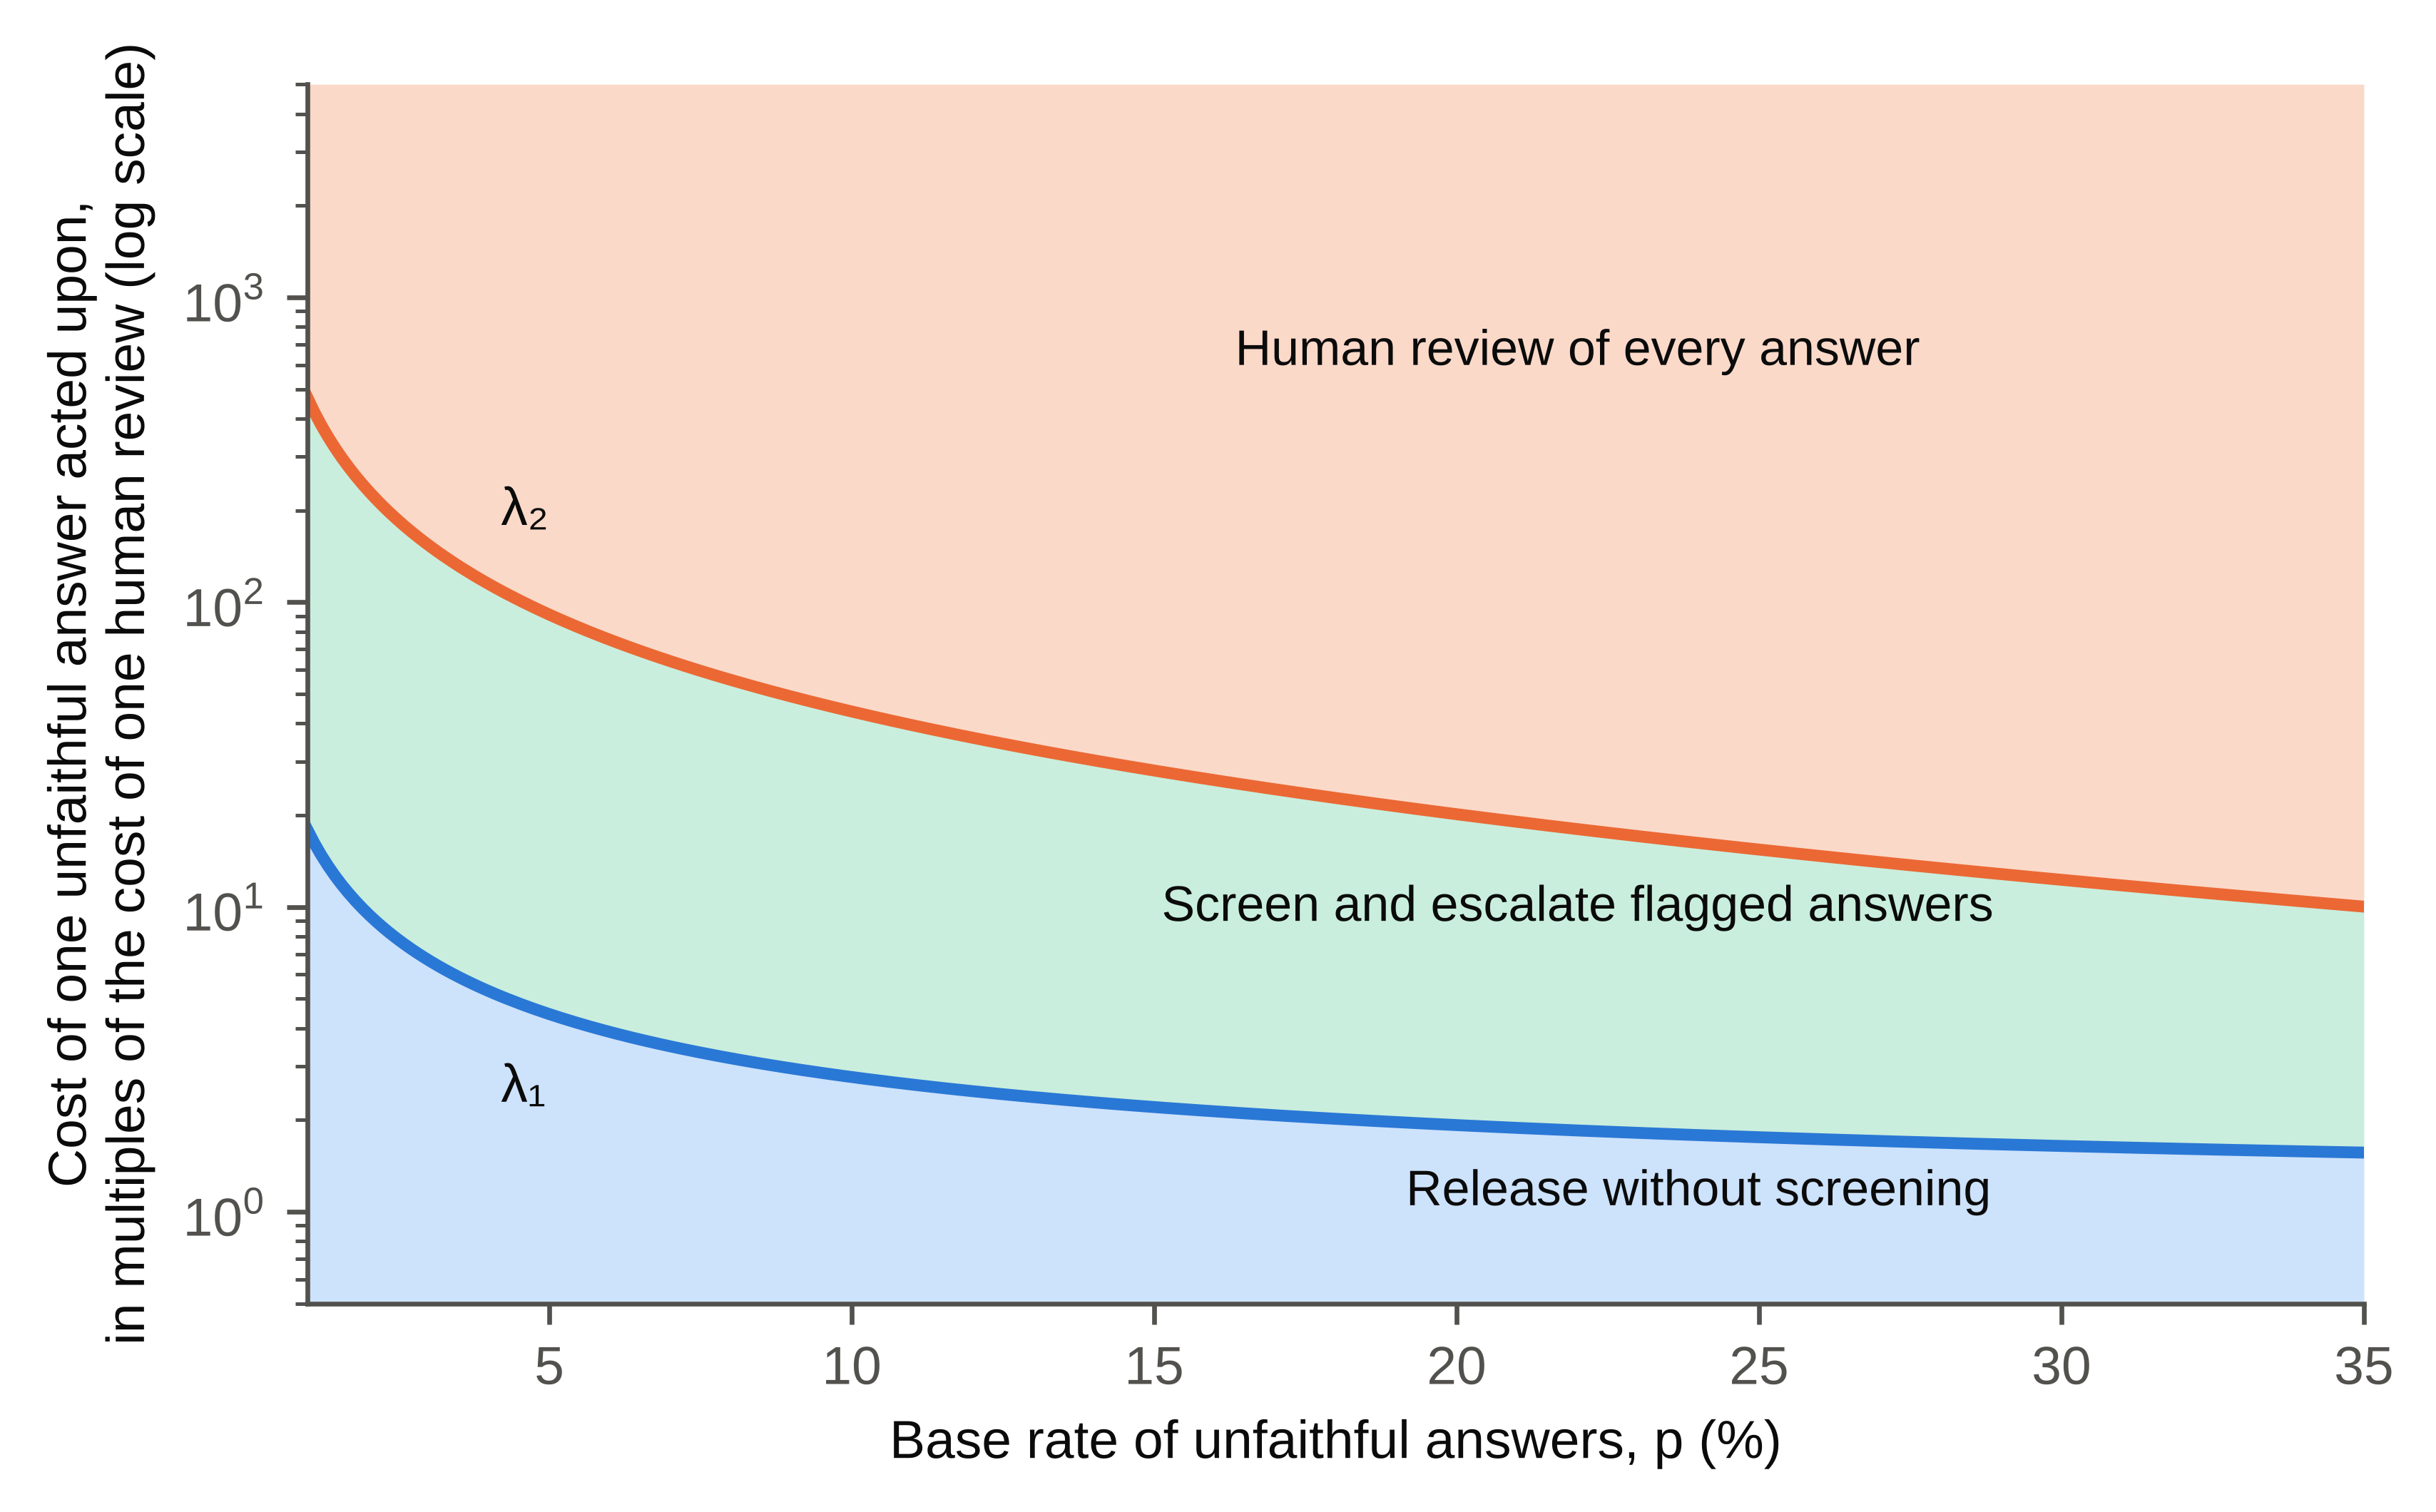 Cost of one unfaithful answer acted upon,
in multiples of the cost of one human review (log scale)
10³
10²
10¹
10⁰
Human review of every answer
λ₂
Screen and escalate flagged answers
λ₁
Release without screening
5 10 15 20 25 30 35
Base rate of unfaithful answers, p (%)